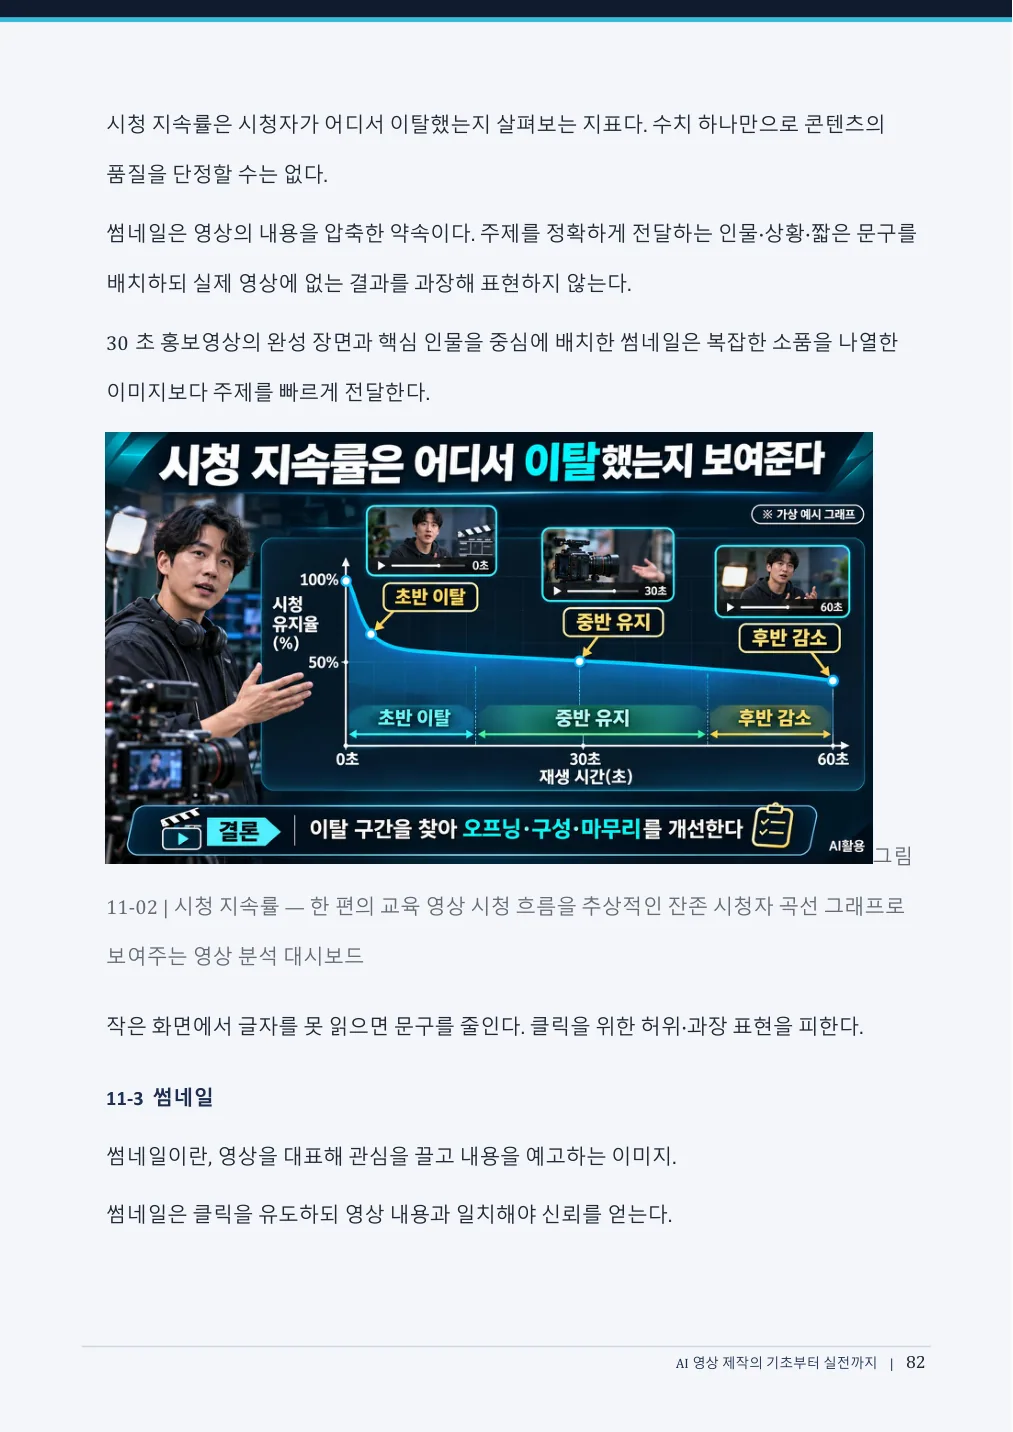 시청 지속률은 시청자가 어디서 이탈했는지 살펴보는 지표다. 수치 하나만으로 콘텐츠의
품질을 단정할 수는 없다.
썸네일은 영상의 내용을 압축한 약속이다. 주제를 정확하게 전달하는 인물·상황·짧은 문구를
배치하되 실제 영상에 없는 결과를 과장해 표현하지 않는다.
30 초 홍보영상의 완성 장면과 핵심 인물을 중심에 배치한 썸네일은 복잡한 소품을 나열한
이미지보다 주제를 빠르게 전달한다.
시청 지속률은 어디서 이탈했는지 보여준다
※ 가상 예시 그래프
0초
30초
60초
초반 이탈
중반 유지
후반 감소
100%
시청
유지율
(%)
50%
초반 이탈
중반 유지
후반 감소
0초
30초
60초
재생 시간(초)
결론
이탈 구간을 찾아 오프닝·구성·마무리를 개선한다
AI활용
그림
11-02 | 시청 지속률 — 한 편의 교육 영상 시청 흐름을 추상적인 잔존 시청자 곡선 그래프로
보여주는 영상 분석 대시보드
작은 화면에서 글자를 못 읽으면 문구를 줄인다. 클릭을 위한 허위·과장 표현을 피한다.
11-3 썸네일
썸네일이란, 영상을 대표해 관심을 끌고 내용을 예고하는 이미지.
썸네일은 클릭을 유도하되 영상 내용과 일치해야 신뢰를 얻는다.
AI 영상 제작의 기초부터 실전까지 | 82